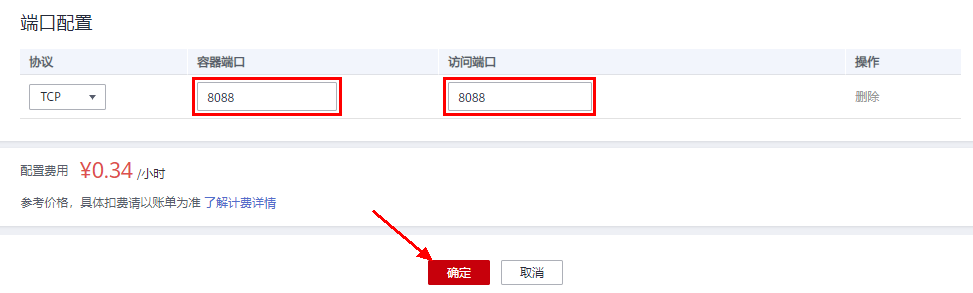 端口配置
协议 容器端口 访问端口 操作
TCP 8088 8088 删除
配置费用 ¥0.34 /小时
参考价格，具体扣费请以账单为准 了解计费详情
确定 取消